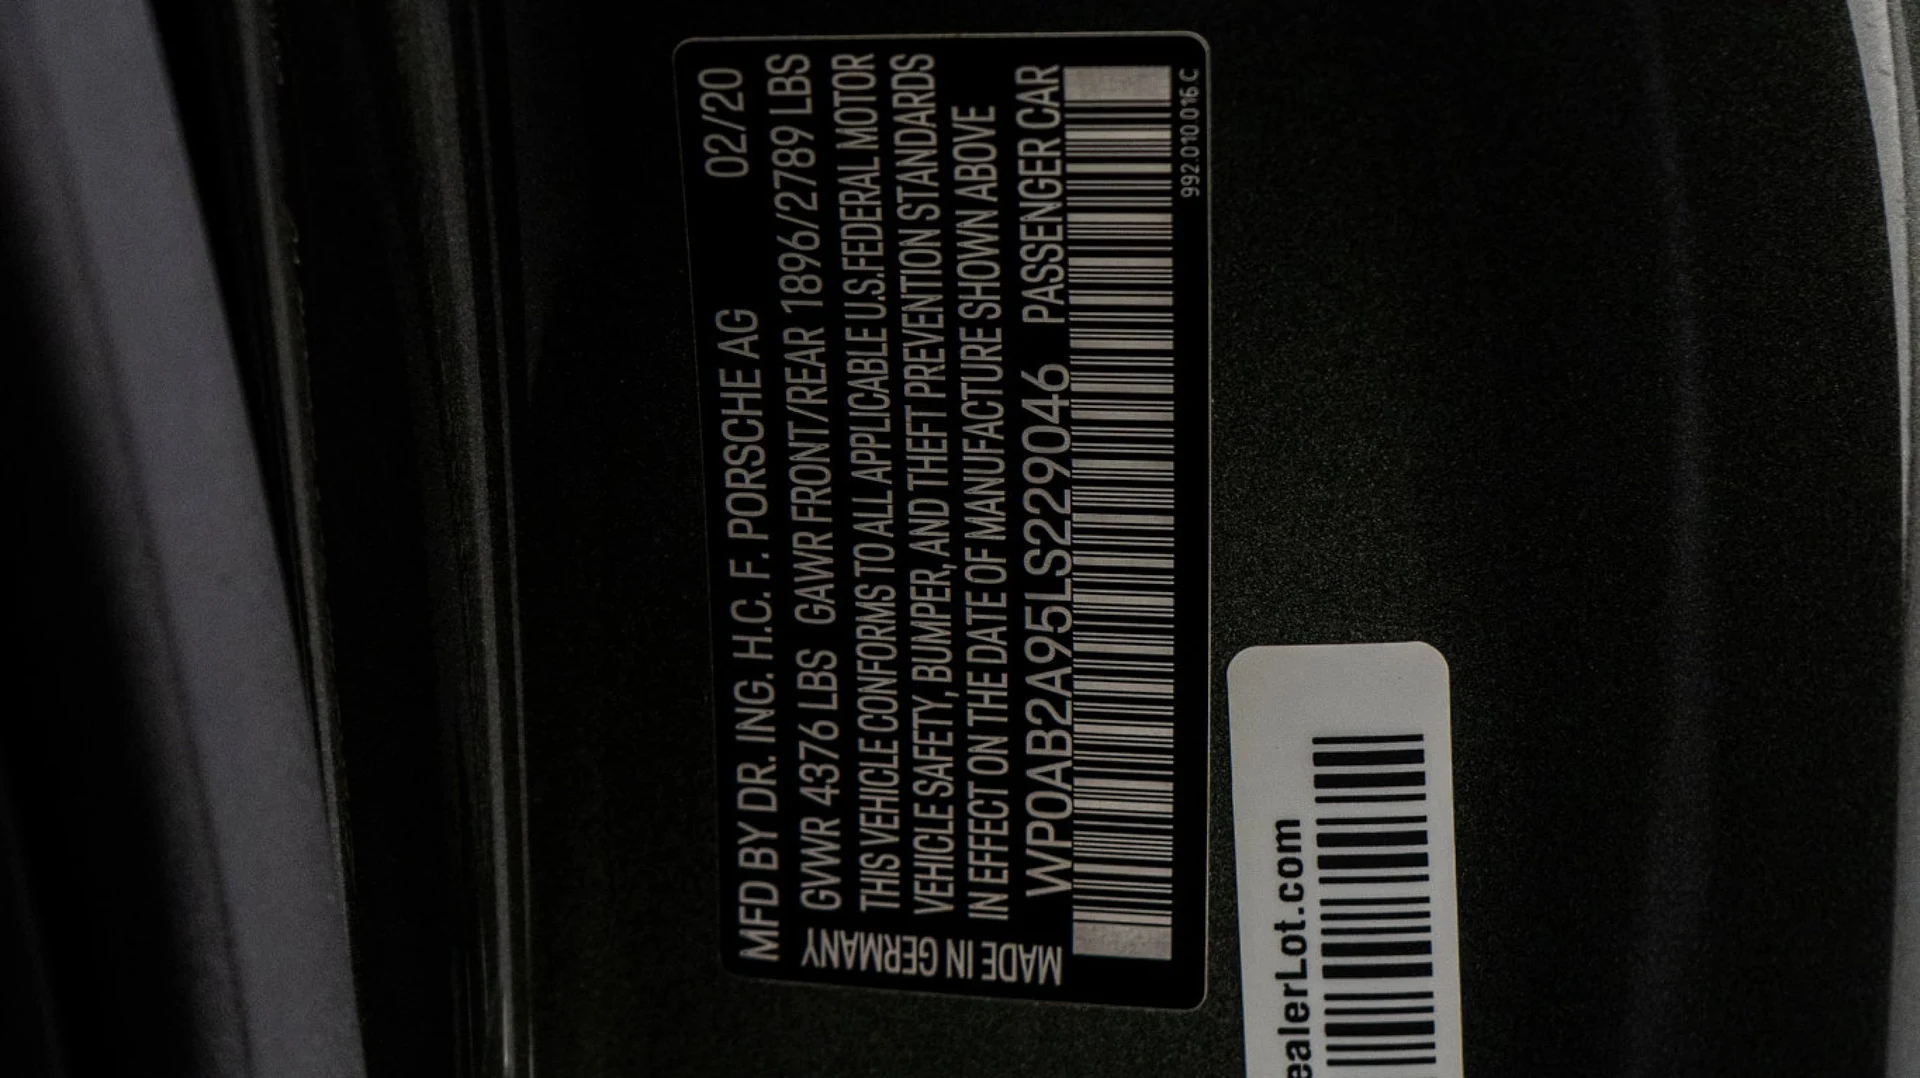 MFD BY DR. ING. H.C. F. PORSCHE AG 02/20
GVWR 4376 LBS GAWR FRONT/REAR 1896/2789 LBS
THIS VEHICLE CONFORMS TO ALL APPLICABLE U.S. FEDERAL MOTOR
VEHICLE SAFETY, BUMPER, AND THEFT PREVENTION STANDARDS
IN EFFECT ON THE DATE OF MANUFACTURE SHOWN ABOVE
WP0AB2A95LS229046 PASSENGER CAR
992.010.016 C
MADE IN GERMANY
ealerLot.com